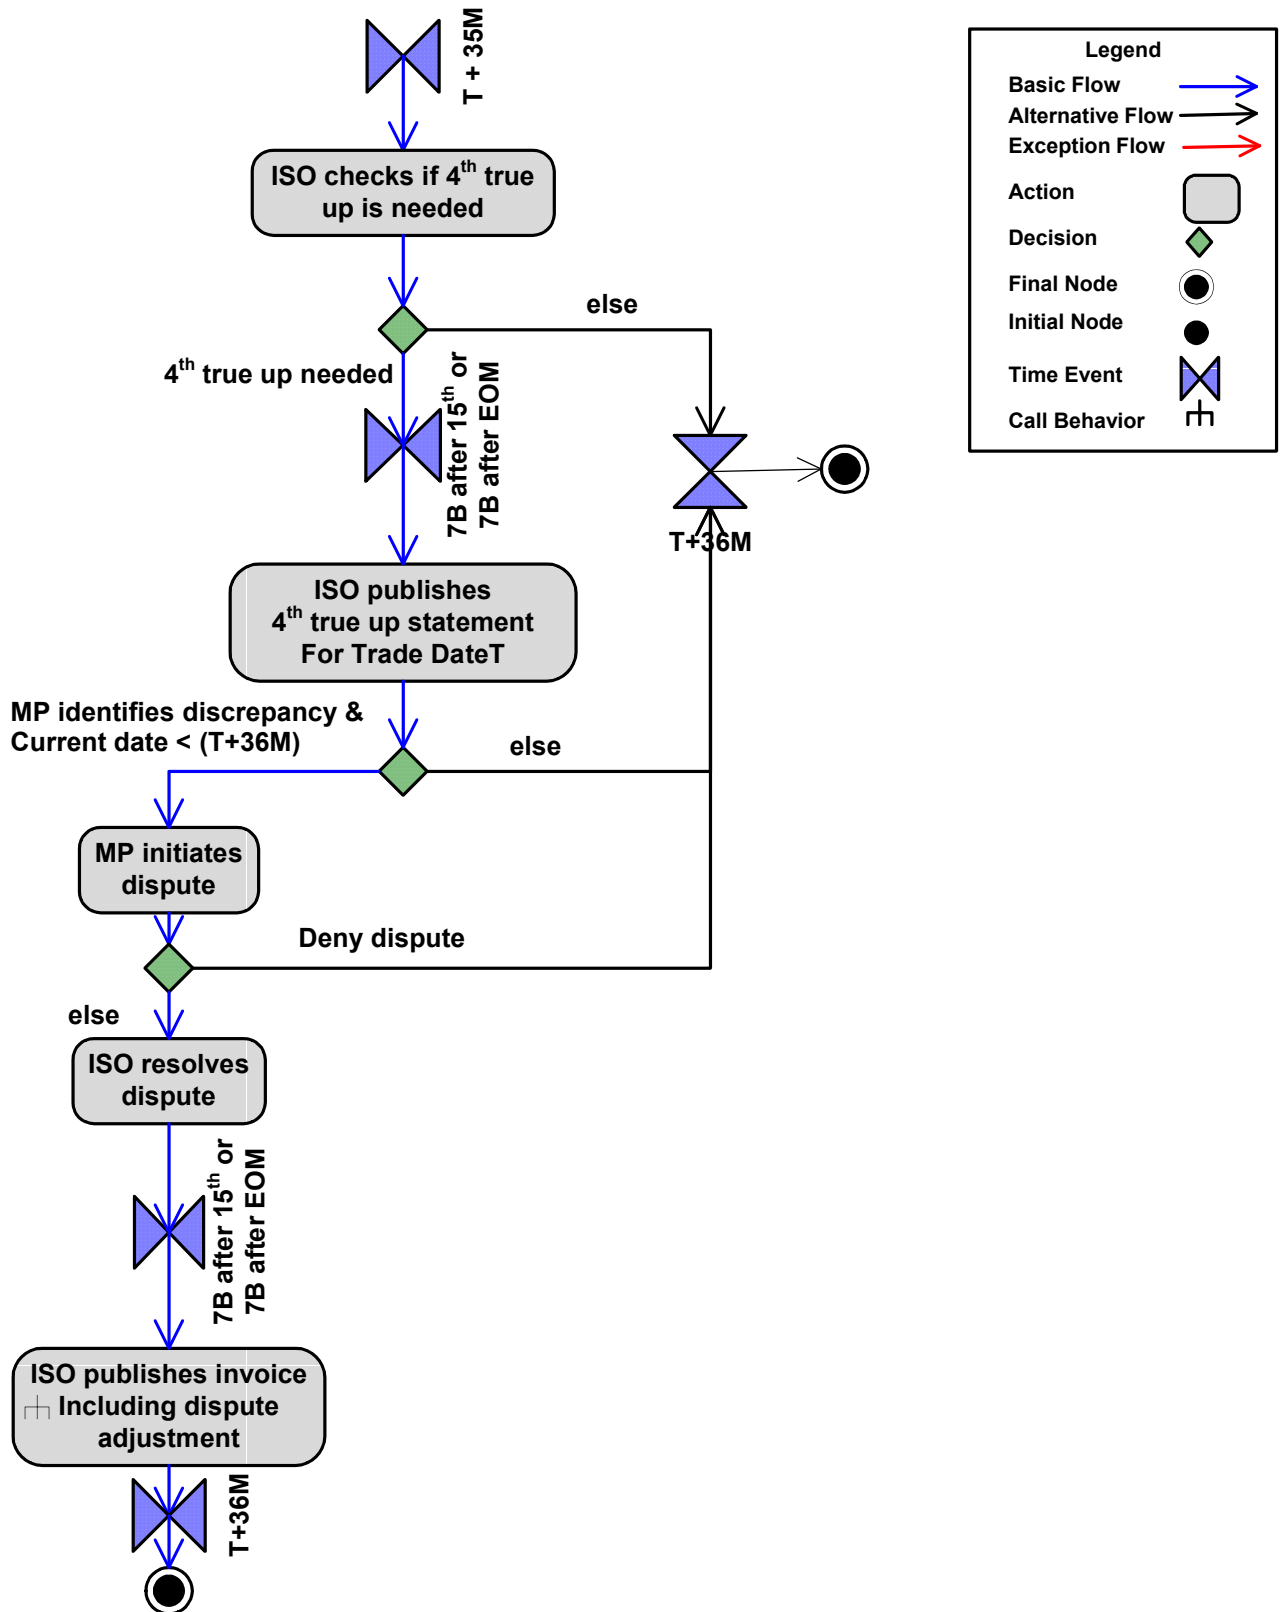 T + 35M
Legend
Basic Flow
Alternative Flow
Exception Flow
Action
Decision
Final Node
Initial Node
Time Event
Call Behavior
ISO checks if 4th true
up is needed
else
4th true up needed
7B after 15th or
7B after EOM
T+36M
ISO publishes
4th true up statement
For Trade DateT
MP identifies discrepancy &
Current date < (T+36M)
else
MP initiates
dispute
Deny dispute
else
ISO resolves
dispute
7B after 15th or
7B after EOM
ISO publishes invoice
Including dispute
adjustment
T+36M